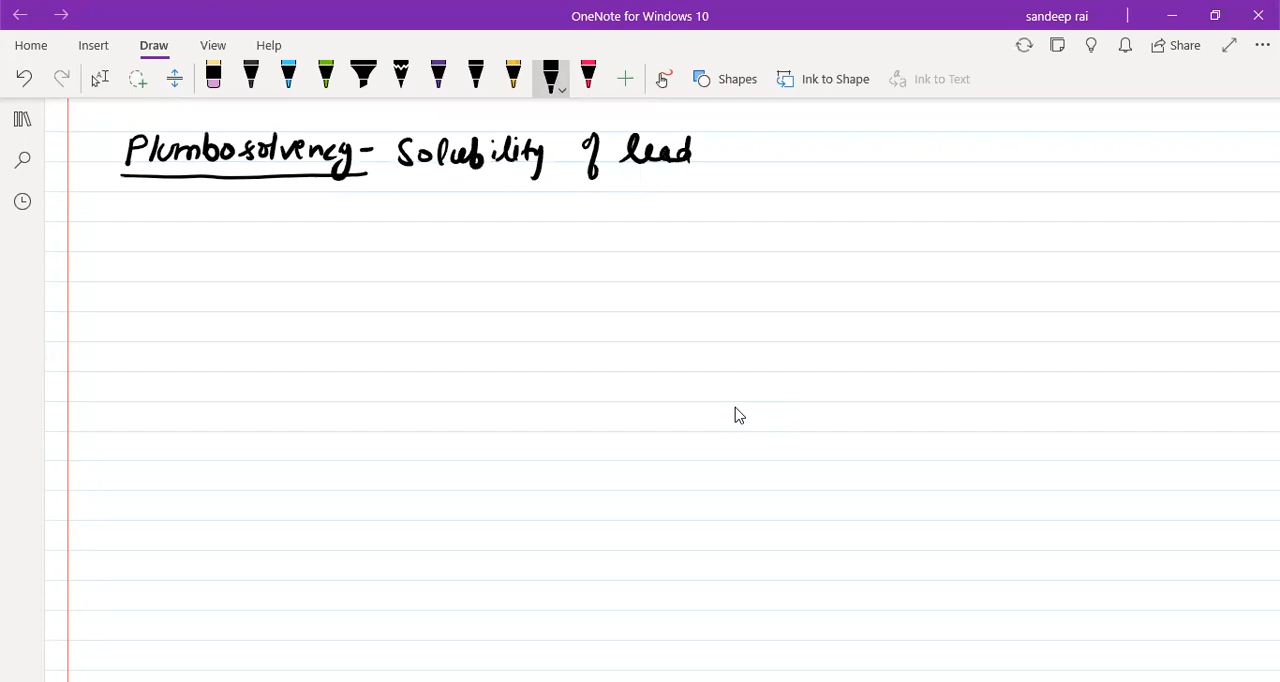 OneNote for Windows 10
sandeep rai
Home Insert Draw View Help
Share
Shapes
Ink to Shape
Ink to Text
Plumbosolvency - Solubility of lead